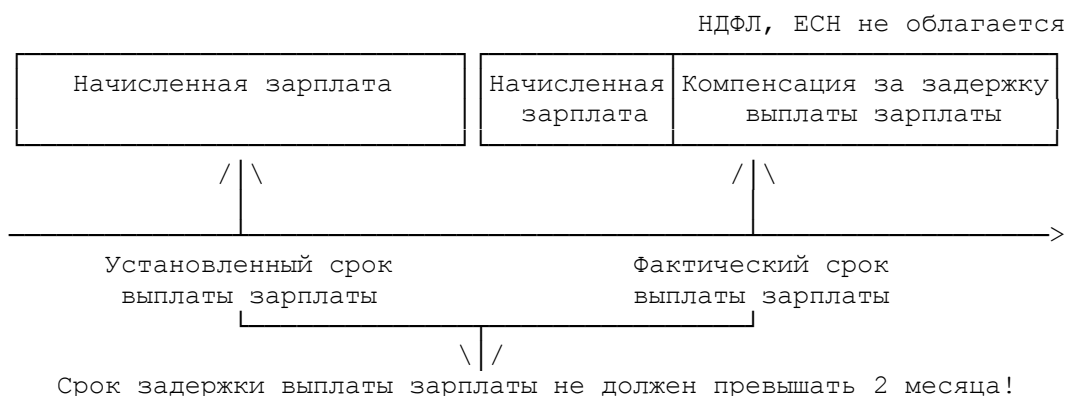 НДФЛ, ЕСН не облагается
Начисленная зарплата
Начисленная зарплата
Компенсация за задержку выплаты зарплаты
Установленный срок выплаты зарплаты
Фактический срок выплаты зарплаты
Срок задержки выплаты зарплаты не должен превышать 2 месяца!